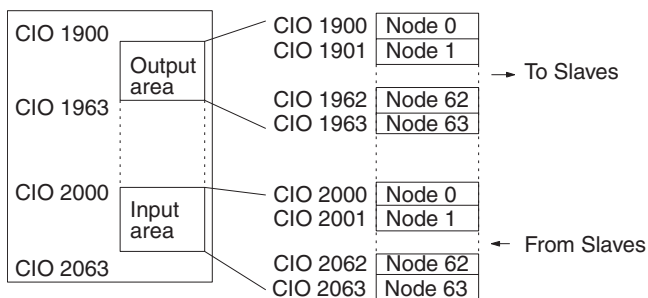 CIO 1900
Output
area
CIO 1963
CIO 2000
Input
area
CIO 2063
CIO 1900 Node 0
CIO 1901 Node 1
To Slaves
CIO 1962 Node 62
CIO 1963 Node 63
CIO 2000 Node 0
CIO 2001 Node 1
From Slaves
CIO 2062 Node 62
CIO 2063 Node 63